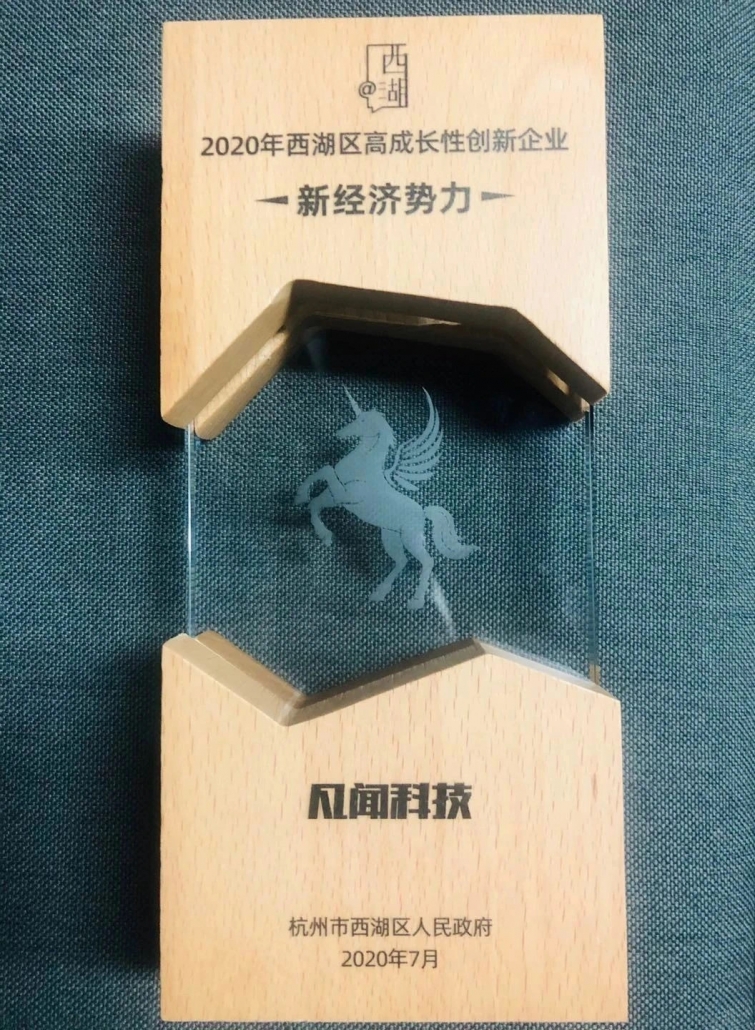 西
@湖
2020年西湖区高成长性创新企业
新经济势力
凡闻科技
杭州市西湖区人民政府
2020年7月